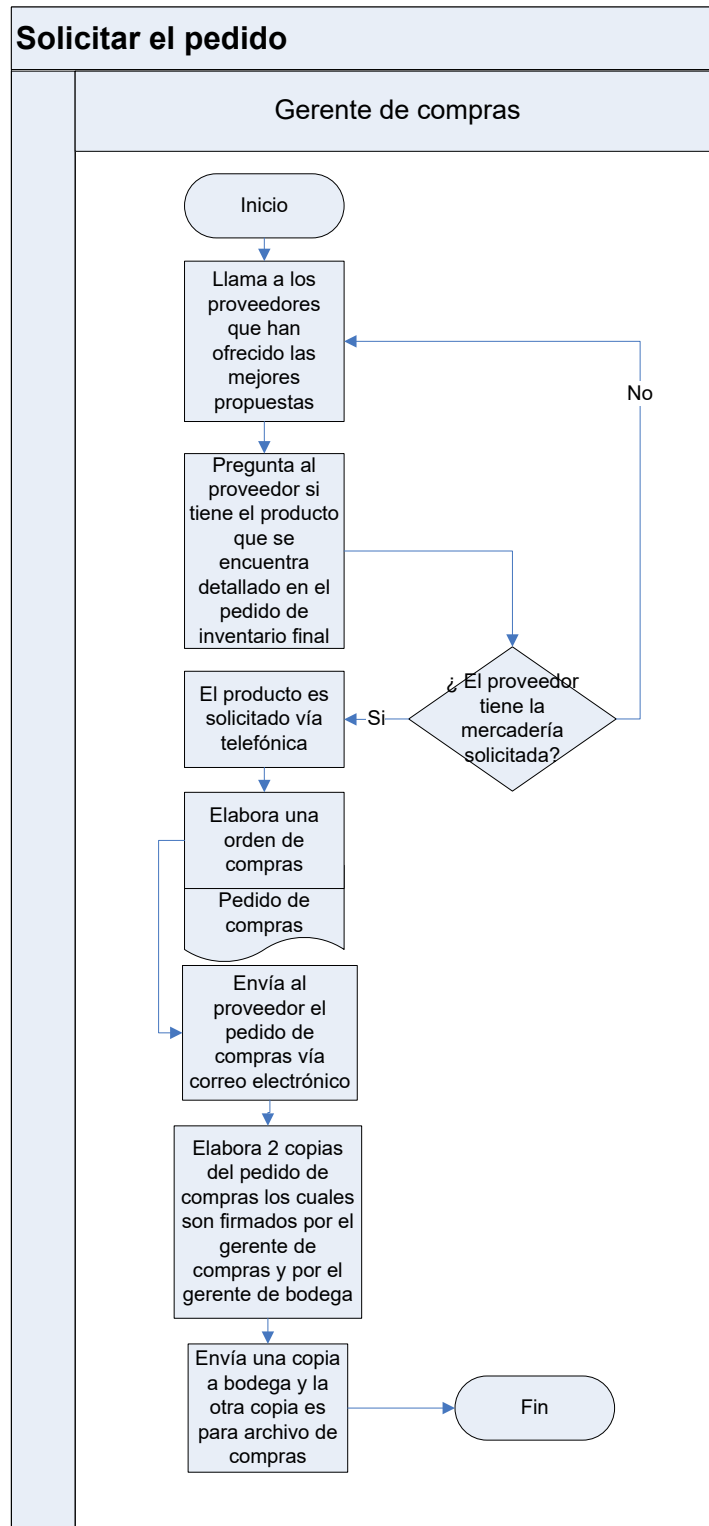 Solicitar el pedido
Gerente de compras
Inicio
Llama a los
proveedores
que han
ofrecido las
mejores
propuestas
No
Pregunta al
proveedor si
tiene el producto
que se
encuentra
detallado en el
pedido de
inventario final
¿ El proveedor
tiene la
mercadería
solicitada?
Si
El producto es
solicitado vía
telefónica
Elabora una
orden de
compras
Pedido de
compras
Envía al
proveedor el
pedido de
compras vía
correo electrónico
Elabora 2 copias
del pedido de
compras los cuales
son firmados por el
gerente de
compras y por el
gerente de bodega
Envía una copia
a bodega y la
otra copia es
para archivo de
compras
Fin